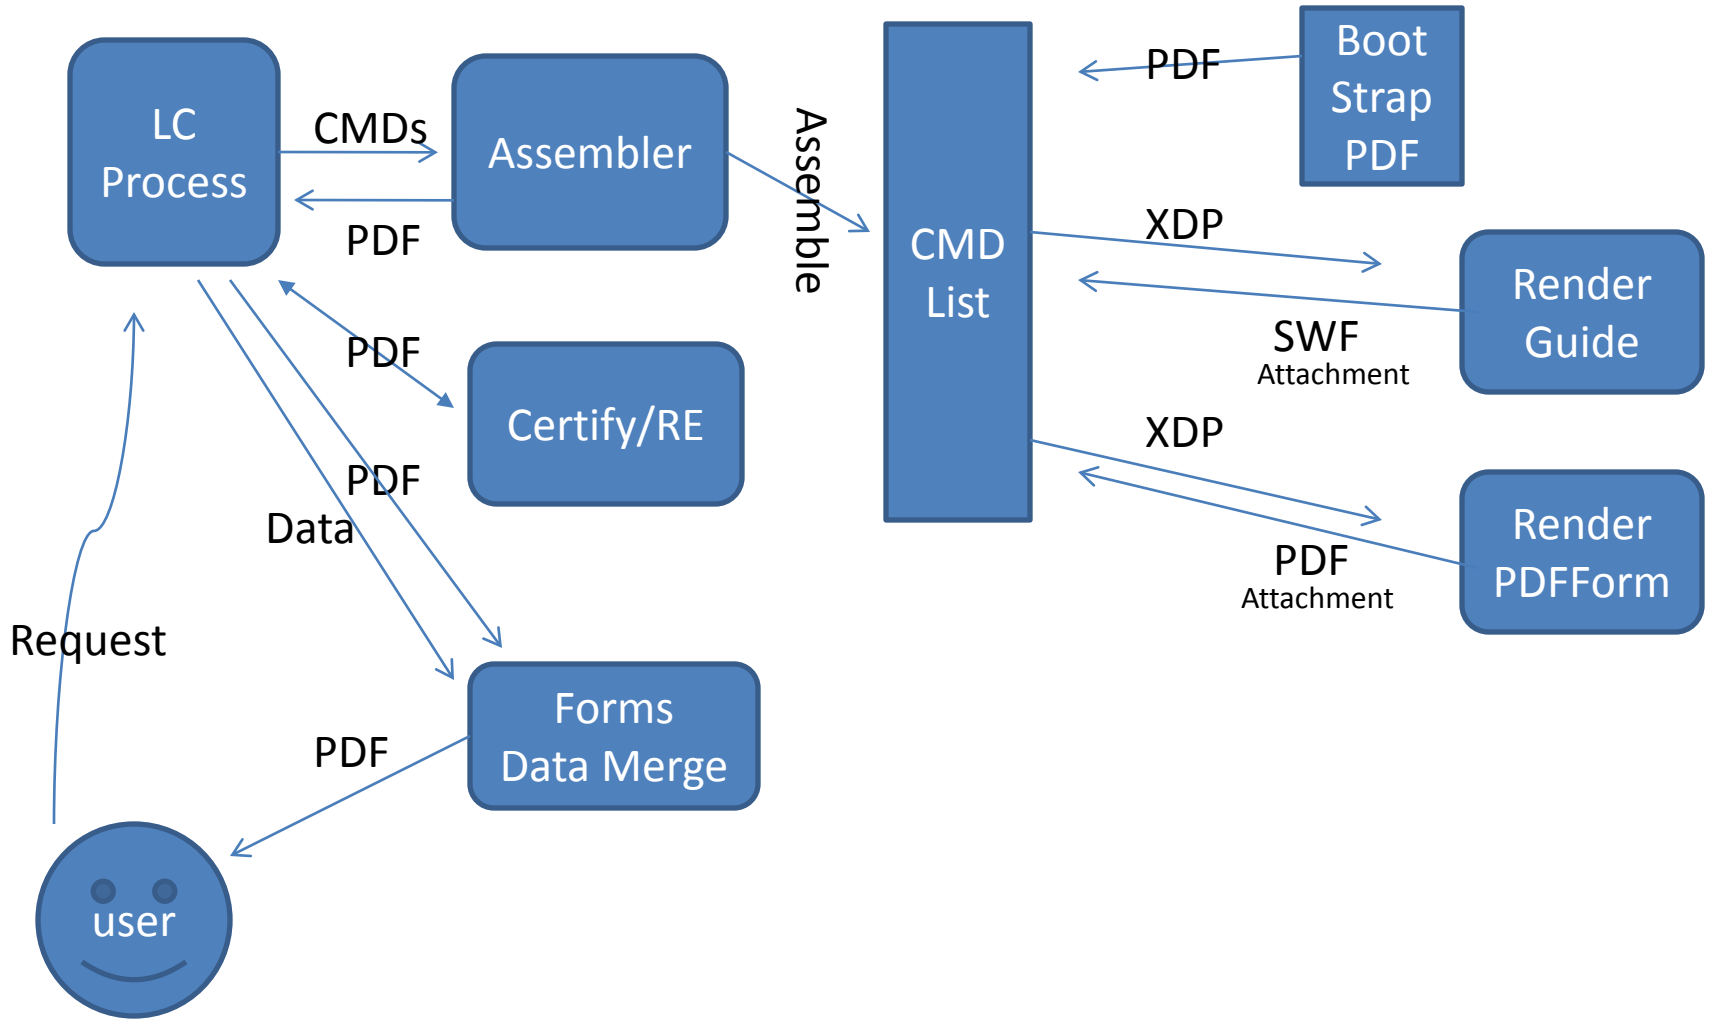 LC
Process
CMDs
PDF
Assembler
Assemble
CMD
List
PDF
Boot
Strap
PDF
XDP
SWF
Attachment
Render
Guide
XDP
PDF
Attachment
Render
PDFForm
PDF
Certify/RE
PDF
Data
Request
Forms
Data Merge
PDF
user